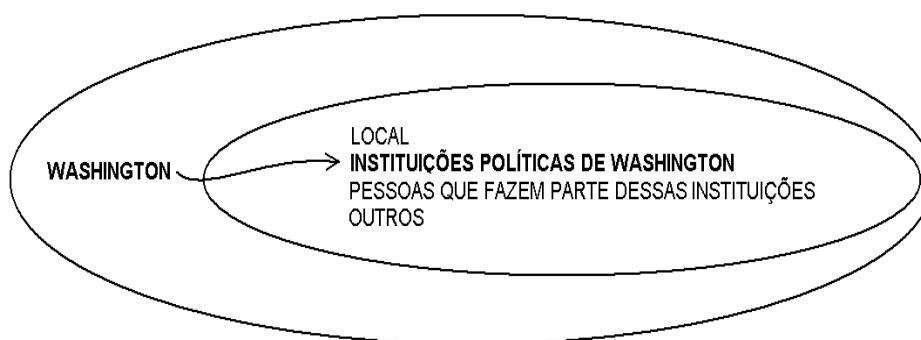 LOCAL
WASHINGTON
INSTITUIÇÕES POLÍTICAS DE WASHINGTON
PESSOAS QUE FAZEM PARTE DESSAS INSTITUIÇÕES
OUTROS